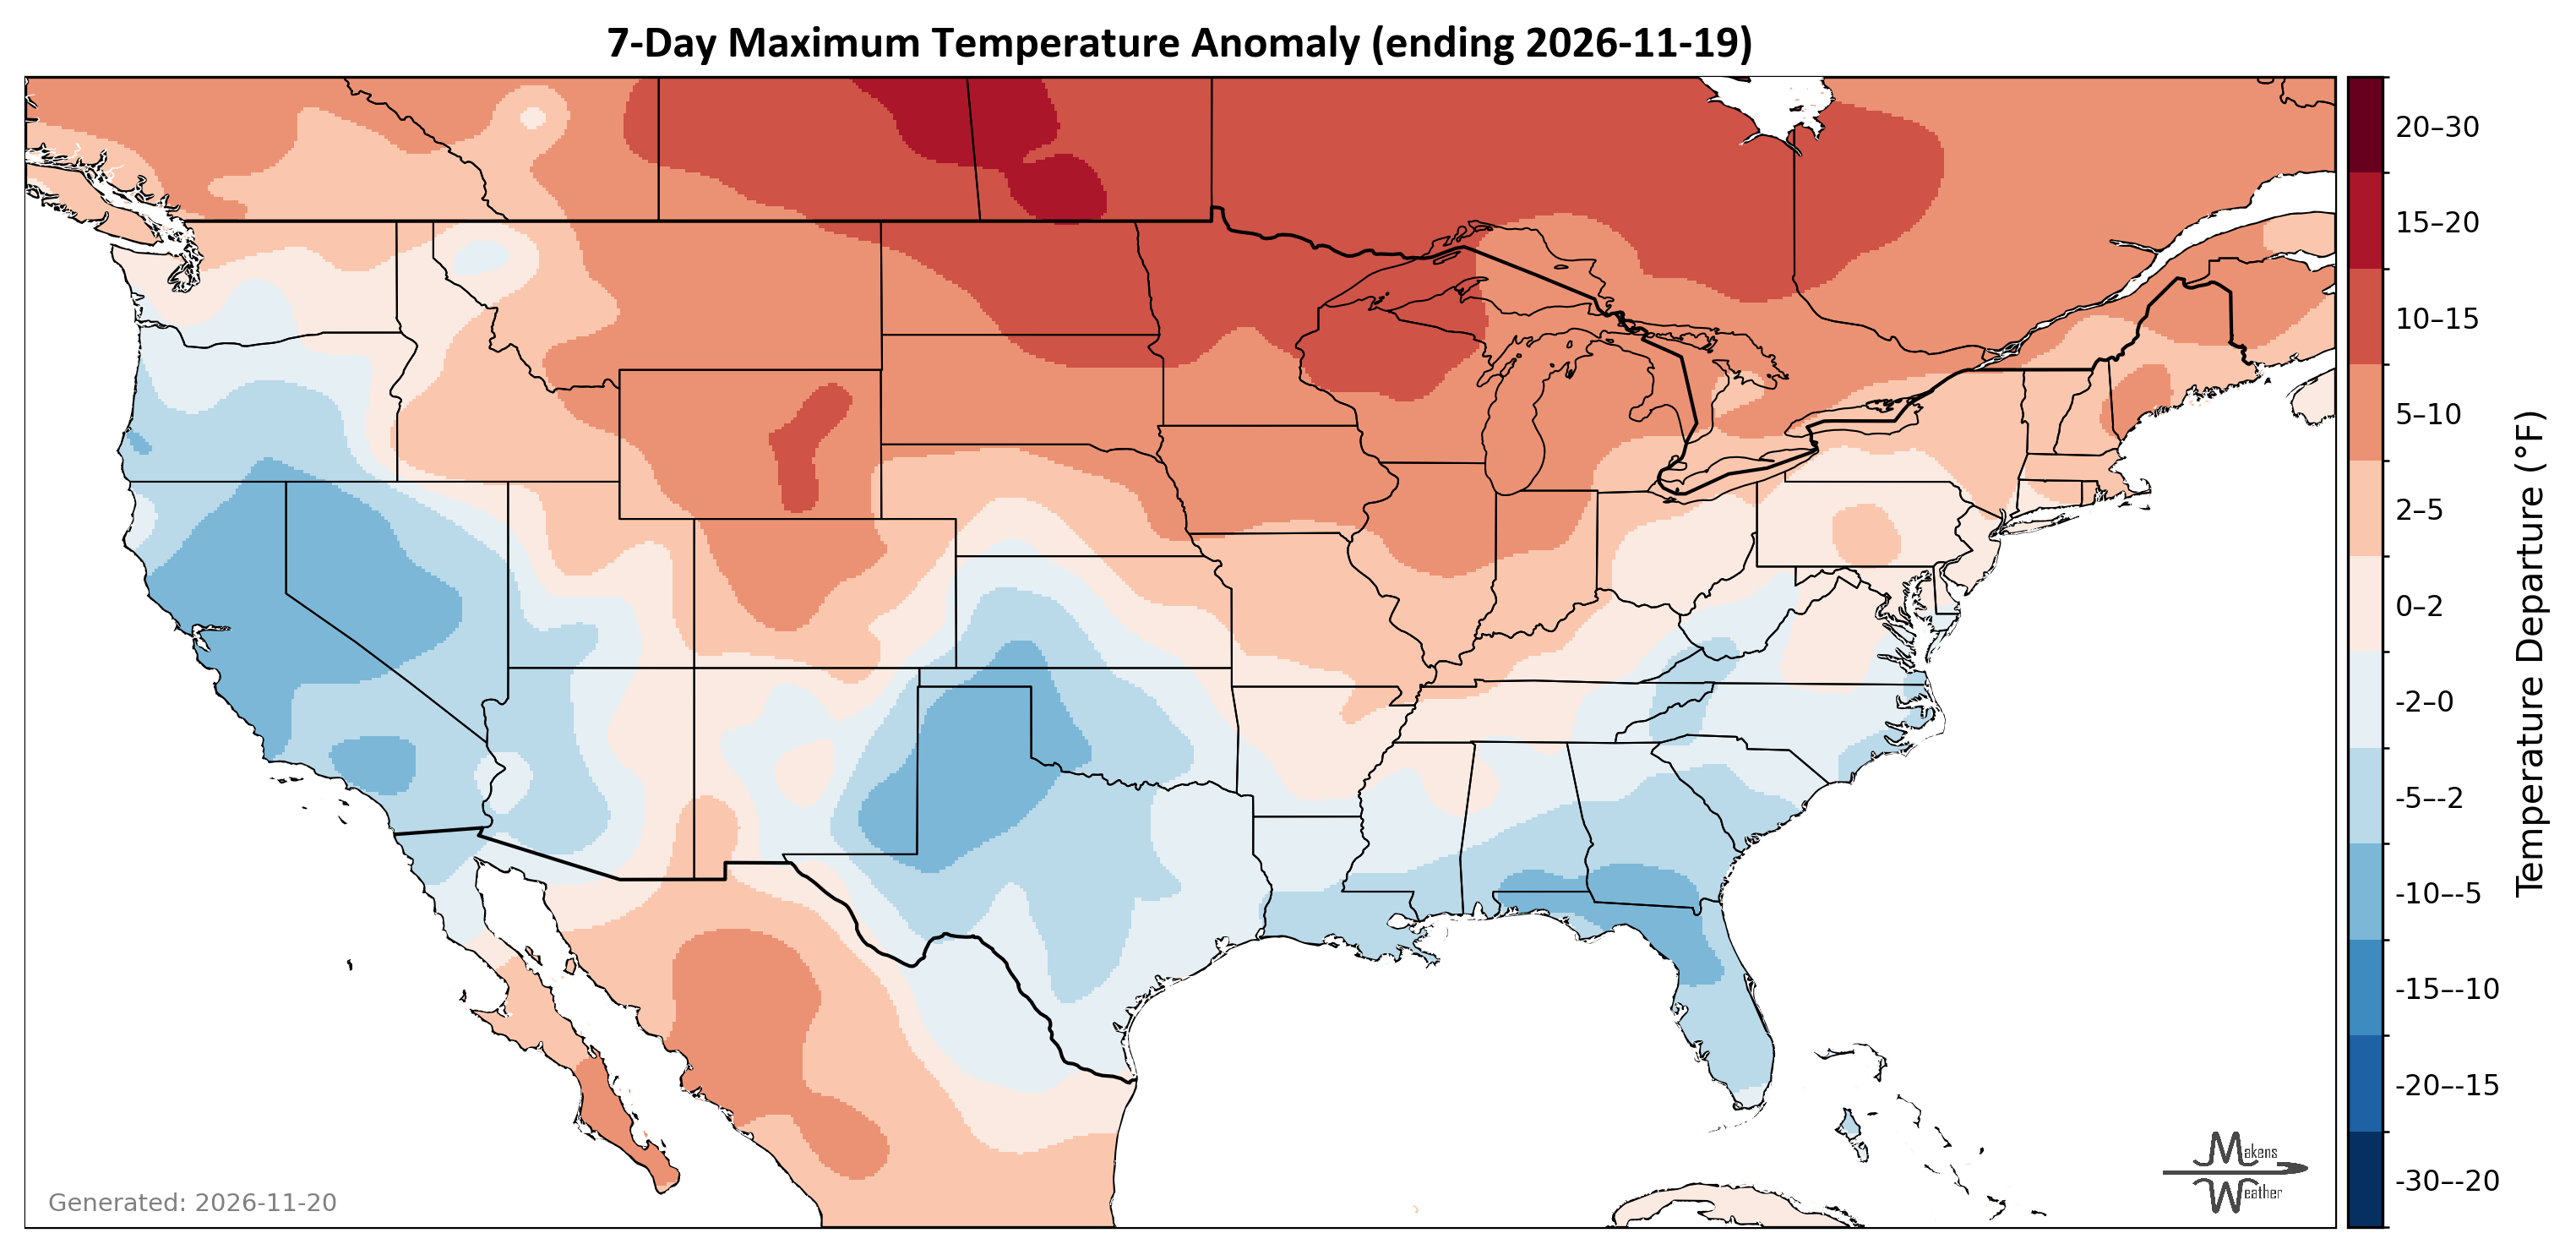 7-Day Maximum Temperature Anomaly (ending 2026-11-19)
20–30
15–20
10–15
5–10
2–5
0–2
-2–0
-5–-2
-10–-5
-15–-10
-20–-15
-30–-20
Temperature Departure (°F)
Generated: 2026-11-20
Makens
Weather